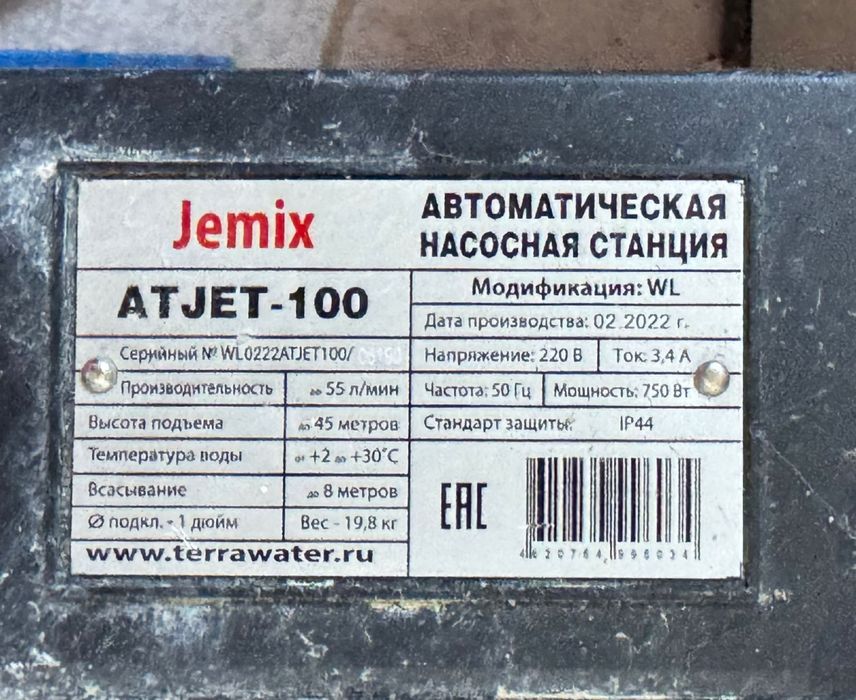 Jemix
АВТОМАТИЧЕСКАЯ
НАСОСНАЯ СТАНЦИЯ
ATJET-100
Модификация: WL
Дата производства: 02.2022 г.
Серийный № WL0222ATJET100/
Напряжение: 220 В Ток: 3,4 А
Производительность до 55 л/мин
Частота: 50 Гц Мощность: 750 Вт
Высота подъема до 45 метров
Стандарт защиты: IP44
Температура воды от +2 до +30°C
Всасывание до 8 метров
Ø подкл. - 1 дюйм Вес - 19,8 кг
www.terrawater.ru
EAC
4620764996034